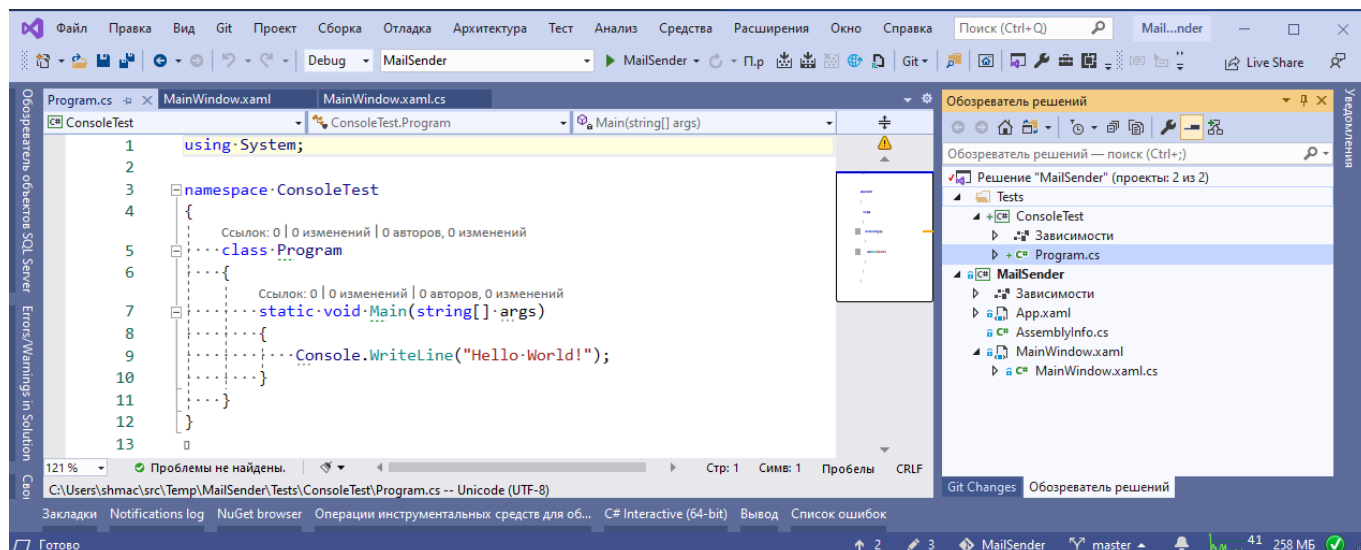 Файл Правка Вид Git Проект Сборка Отладка Архитектура Тест Анализ Средства Расширения Окно Справка Поиск (Ctrl+Q) Mail...nder
Debug MailSender MailSender П.р Git Live Share
Обозреватель объектов SQL Server
Errors/Warnings in Solution
Program.cs MainWindow.xaml MainWindow.xaml.cs
ConsoleTest ConsoleTest.Program Main(string[] args)
1 using·System;
2
3 namespace·ConsoleTest
4 {
Ссылок: 0 | 0 изменений | 0 авторов, 0 изменений
5 ····class·Program
6 ····{
Ссылок: 0 | 0 изменений | 0 авторов, 0 изменений
7 ········static·void·Main(string[]·args)
8 ········{
9 ············Console.WriteLine("Hello·World!");
10 ········}
11 ····}
12 }
13
121 % Проблемы не найдены. Стр: 1 Симв: 1 Пробелы CRLF
C:\Users\shmac\src\Temp\MailSender\Tests\ConsoleTest\Program.cs -- Unicode (UTF-8)
Обозреватель решений
Обозреватель решений — поиск (Ctrl+;)
Решение "MailSender" (проекты: 2 из 2)
Tests
ConsoleTest
Зависимости
Program.cs
MailSender
Зависимости
App.xaml
AssemblyInfo.cs
MainWindow.xaml
MainWindow.xaml.cs
Git Changes Обозреватель решений
Уведомления
Закладки Notifications log NuGet browser Операции инструментальных средств для об... C# Interactive (64-bit) Вывод Список ошибок
Готово 2 3 MailSender master 41 258 МБ